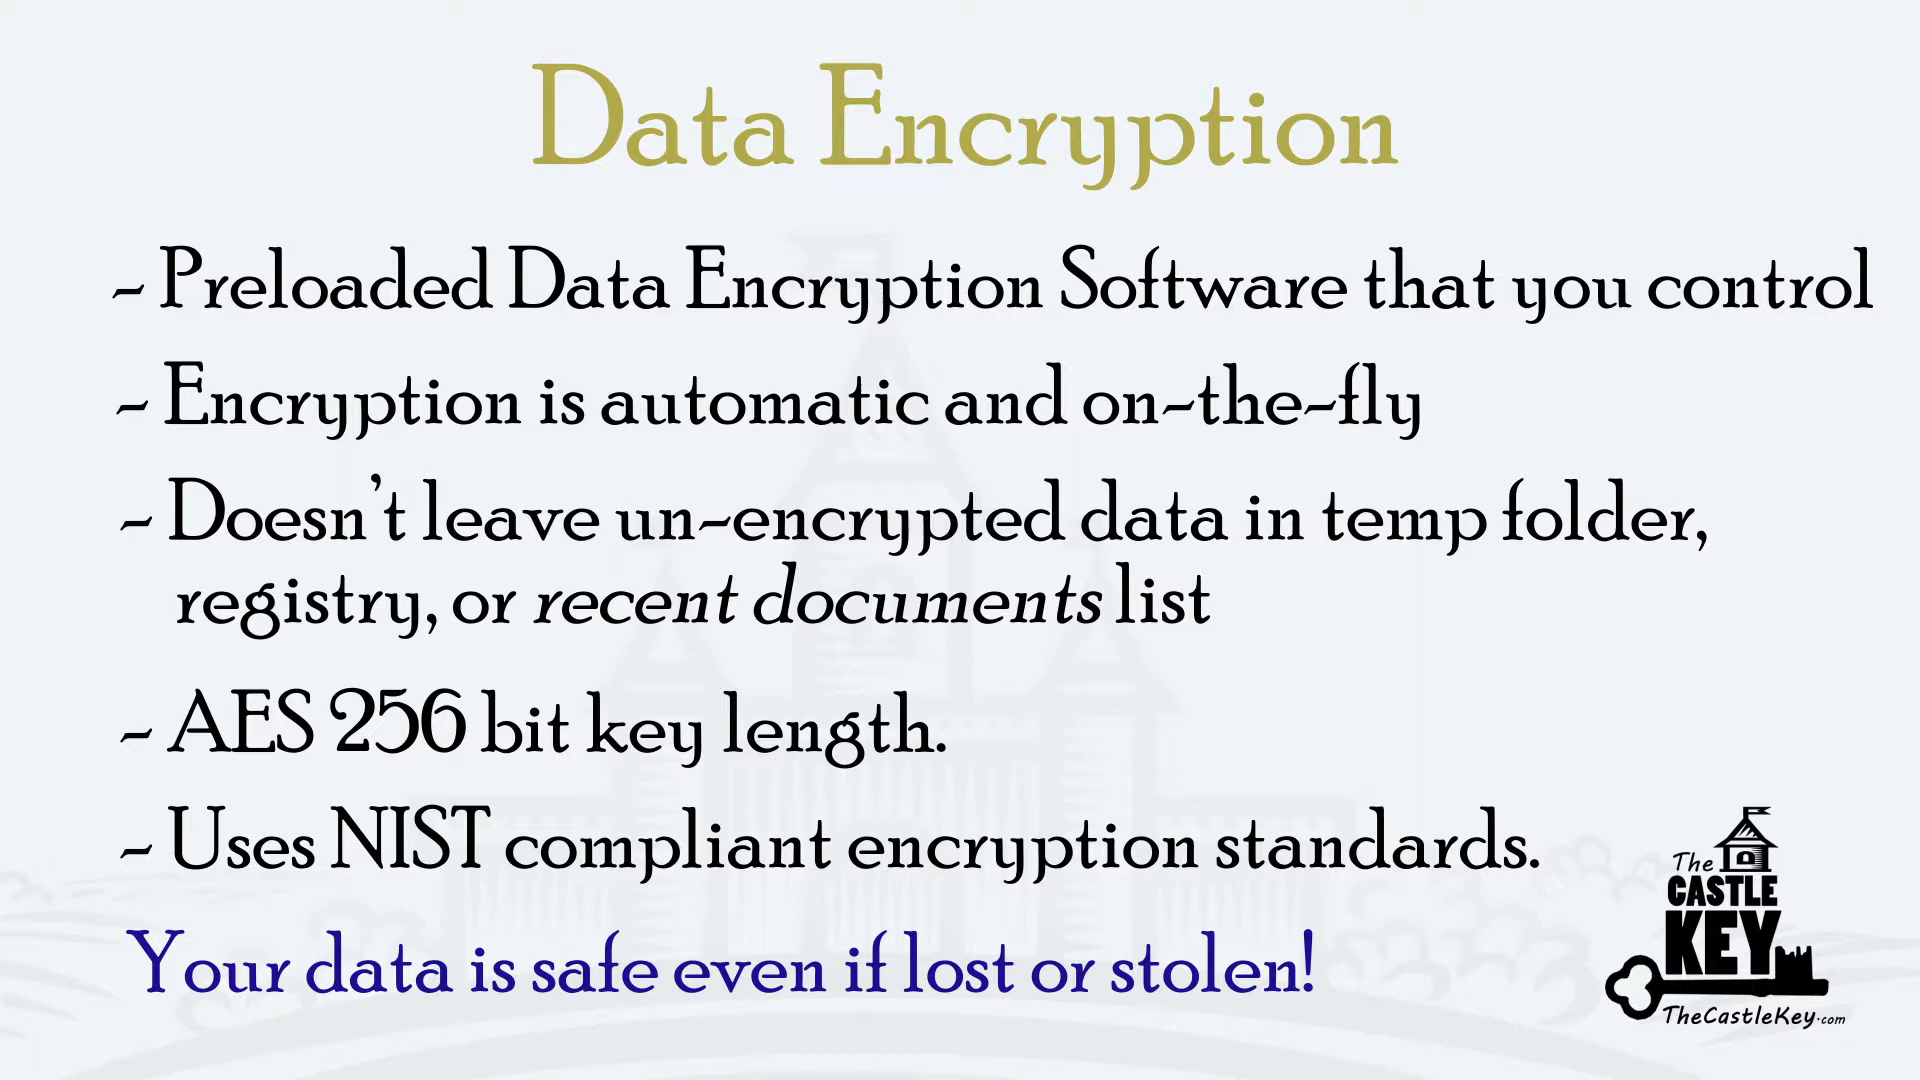 Data Encryption
- Preloaded Data Encryption Software that you control
- Encryption is automatic and on-the-fly
- Doesn't leave un-encrypted data in temp folder,
registry, or recent documents list
- AES 256 bit key length.
- Uses NIST compliant encryption standards.
Your data is safe even if lost or stolen!
The
CASTLE
KEY
TheCastleKey.com